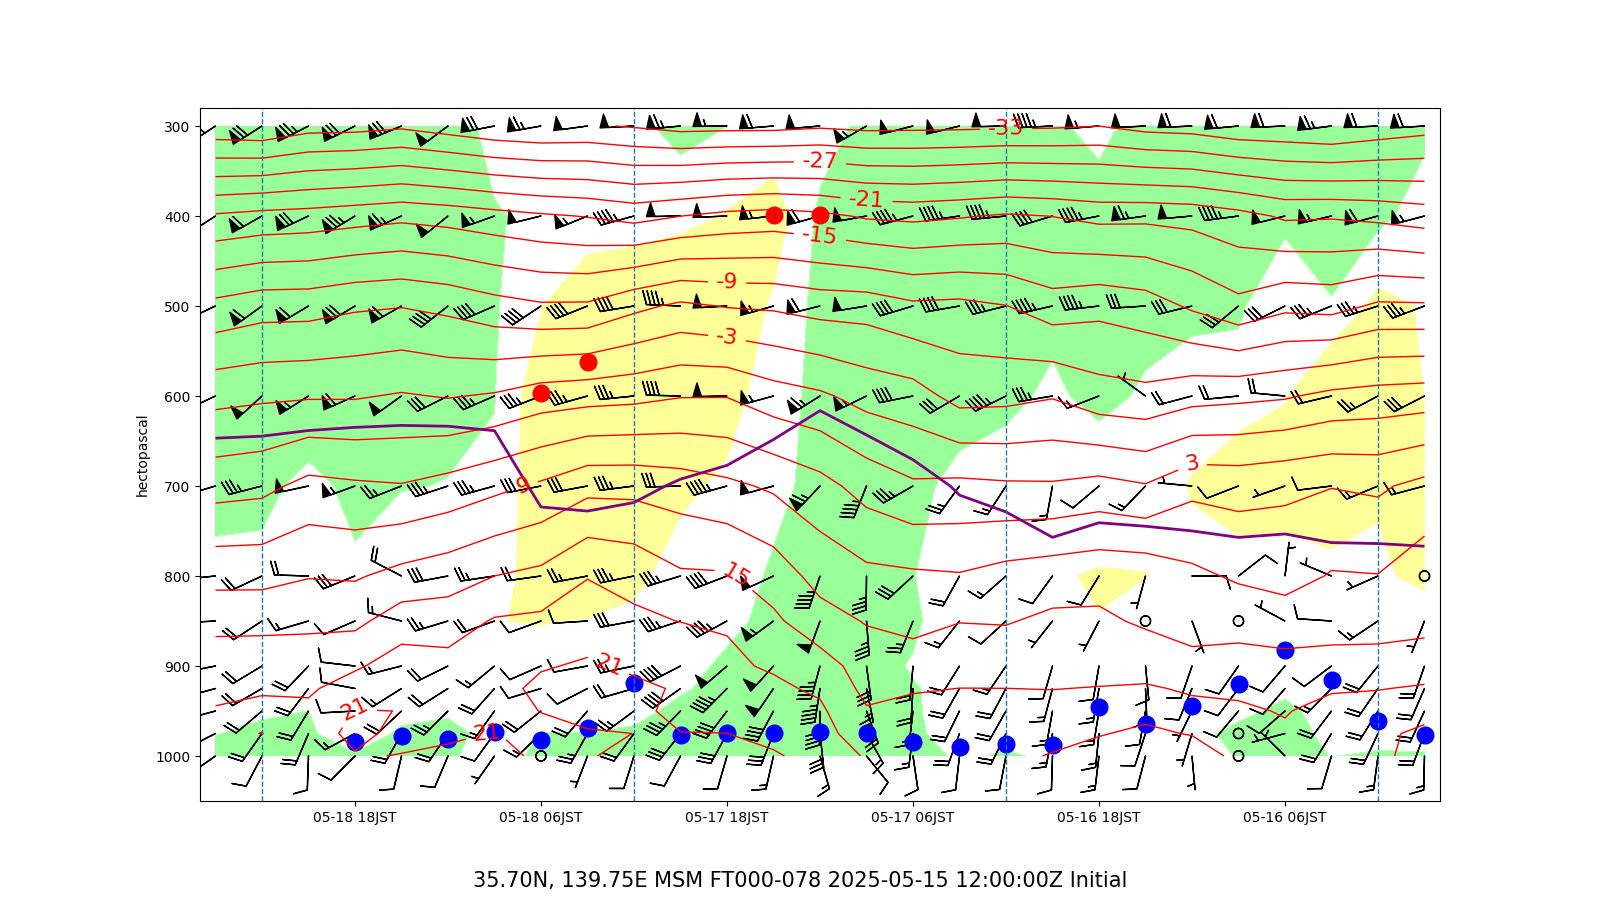 hectopascal
300
400
500
600
700
800
900
1000
-33
-27
-21
-15
-9
-3
3
9
15
21
21
21
05-18 18JST
05-18 06JST
05-17 18JST
05-17 06JST
05-16 18JST
05-16 06JST
35.70N, 139.75E MSM FT000-078 2025-05-15 12:00:00Z Initial